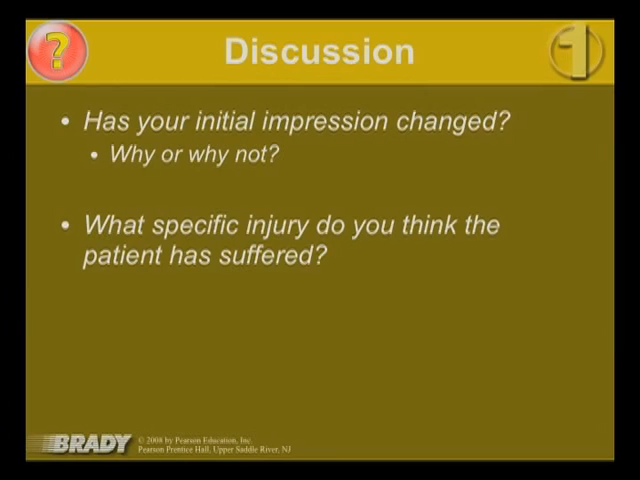 ?
Discussion
1
• Has your initial impression changed?
• Why or why not?
• What specific injury do you think the
patient has suffered?
BRADY
© 2008 by Pearson Education, Inc.
Pearson Prentice Hall, Upper Saddle River, NJ